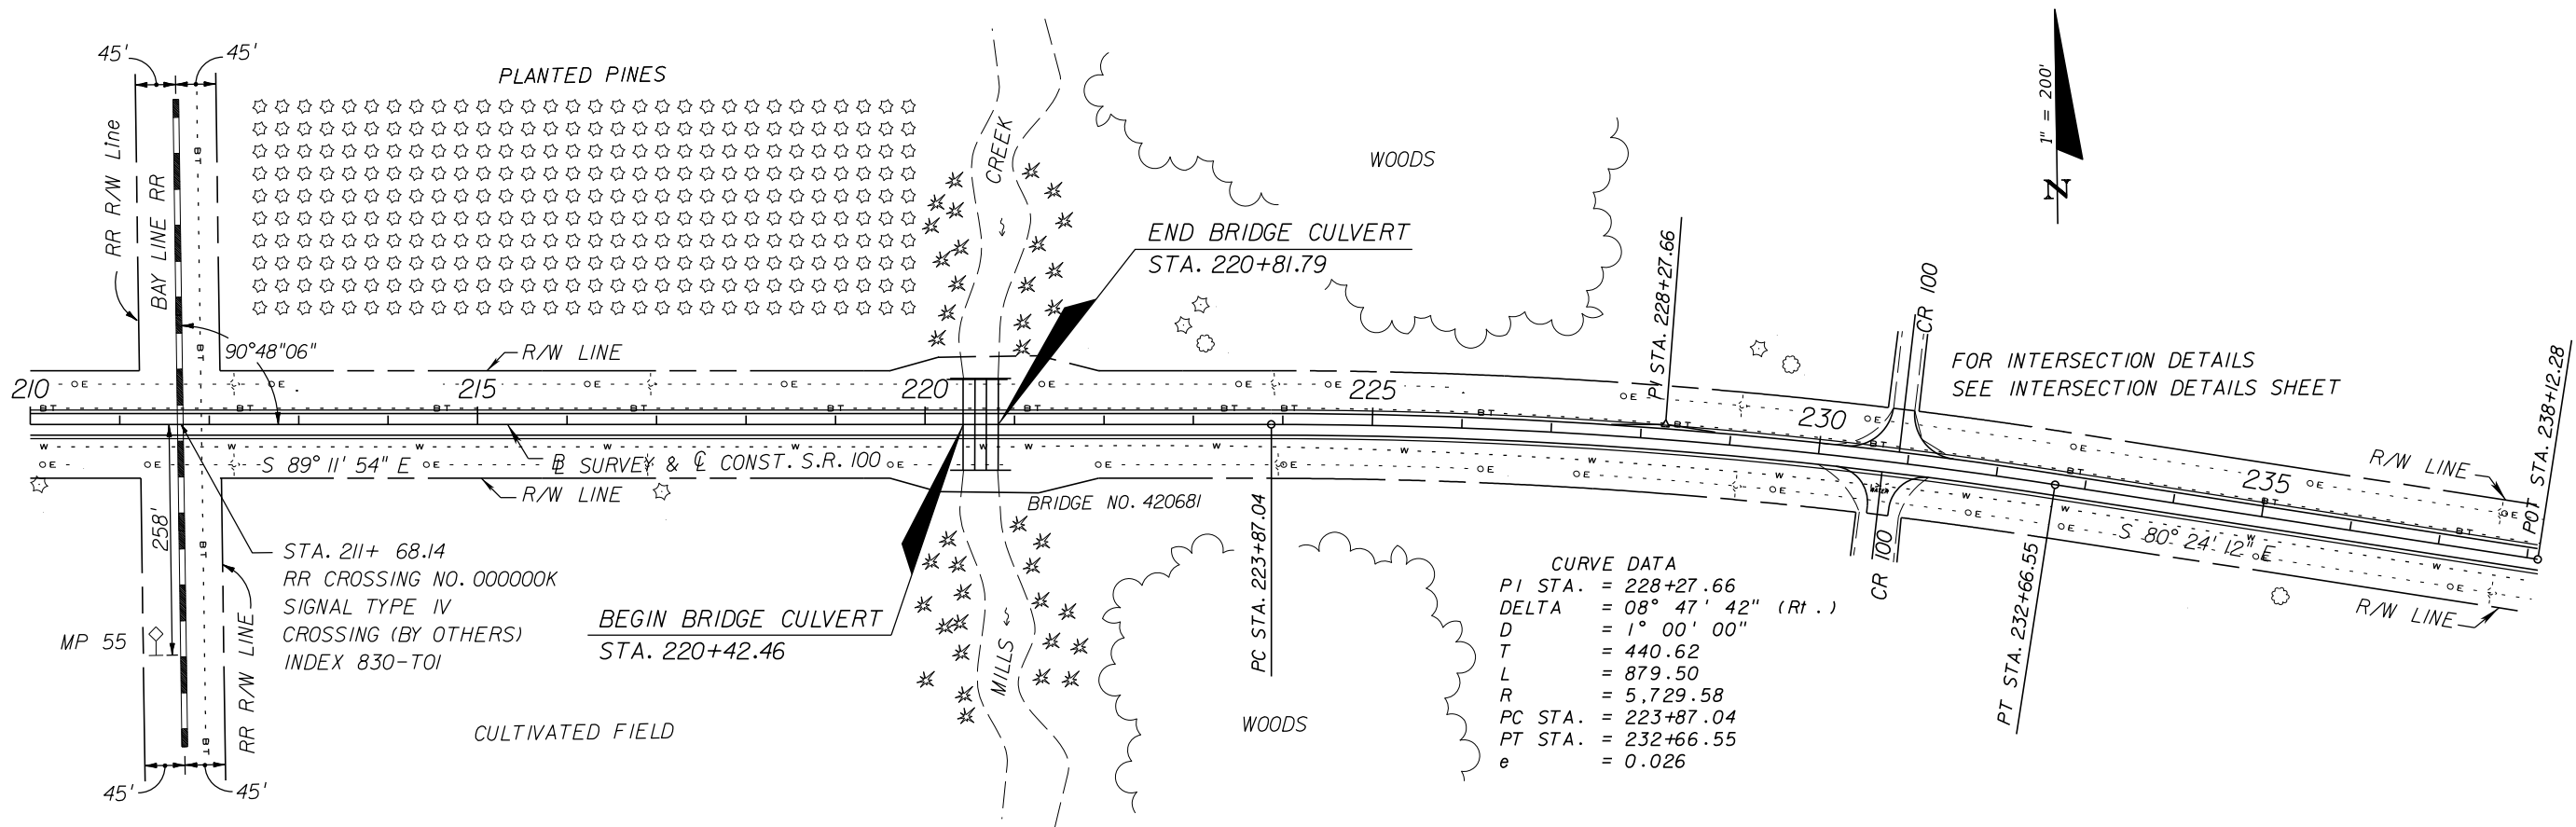 45'
45'
PLANTED PINES
RR R/W Line
BAY LINE RR
BT
CREEK
WOODS
1" = 200'
N
END BRIDGE CULVERT
STA. 220+81.79
PI STA. 228+27.66
CR 100
FOR INTERSECTION DETAILS
SEE INTERSECTION DETAILS SHEET
90°48"06"
R/W LINE
210
215
220
225
230
235
OE
BT
W
S 89° 11' 54" E
BL SURVEY & CL CONST. S.R. 100
R/W LINE
BRIDGE NO. 420681
R/W LINE
POT STA. 238+12.28
S 80° 24' 12" E
R/W LINE
WATER
CR 100
258'
STA. 211+ 68.14
RR CROSSING NO. 000000K
SIGNAL TYPE IV
CROSSING (BY OTHERS)
INDEX 830-T01
MP 55
RR R/W LINE
BEGIN BRIDGE CULVERT
STA. 220+42.46
MILLS
PC STA. 223+87.04
PT STA. 232+66.55
CULTIVATED FIELD
WOODS
CURVE DATA
PI STA. = 228+27.66
DELTA = 08° 47' 42" (Rt.)
D = 1° 00' 00"
T = 440.62
L = 879.50
R = 5,729.58
PC STA. = 223+87.04
PT STA. = 232+66.55
e = 0.026
45'
45'